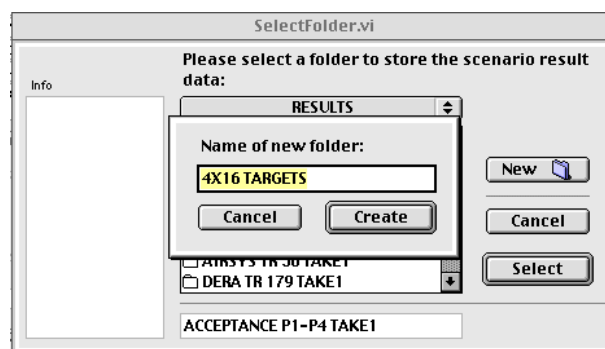 SelectFolder.vi
Please select a folder to store the scenario result
data:
Info
RESULTS
Name of new folder:
4X16 TARGETS
New
Cancel
Create
Cancel
Select
DERA TR 179 TAKE1
ACCEPTANCE P1-P4 TAKE1